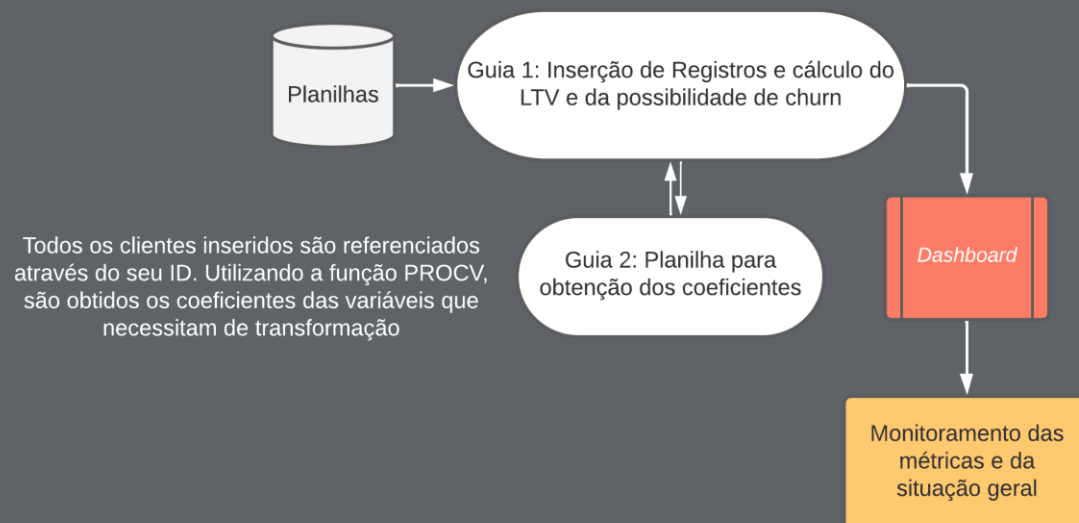 Planilhas
Guia 1: Inserção de Registros e cálculo do
LTV e da possibilidade de churn
Todos os clientes inseridos são referenciados
através do seu ID. Utilizando a função PROCV,
são obtidos os coeficientes das variáveis que
necessitam de transformação
Guia 2: Planilha para
obtenção dos coeficientes
Dashboard
Monitoramento das
métricas e da
situação geral